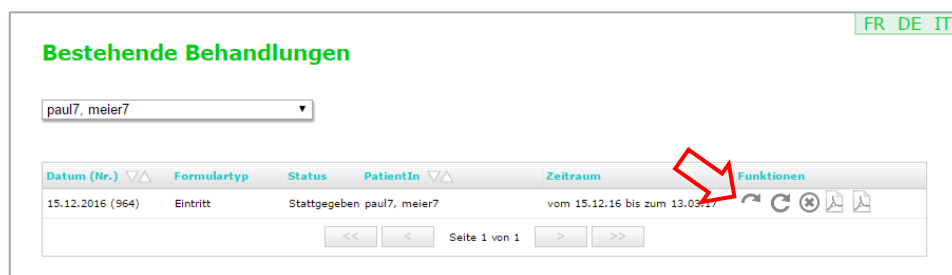 FR DE IT
Bestehende Behandlungen
paul7, meier7
Datum (Nr.) Formulartyp Status PatientIn Zeitraum Funktionen
15.12.2016 (964) Eintritt Stattgegeben paul7, meier7 vom 15.12.16 bis zum 13.03.17
<< < Seite 1 von 1 > >>